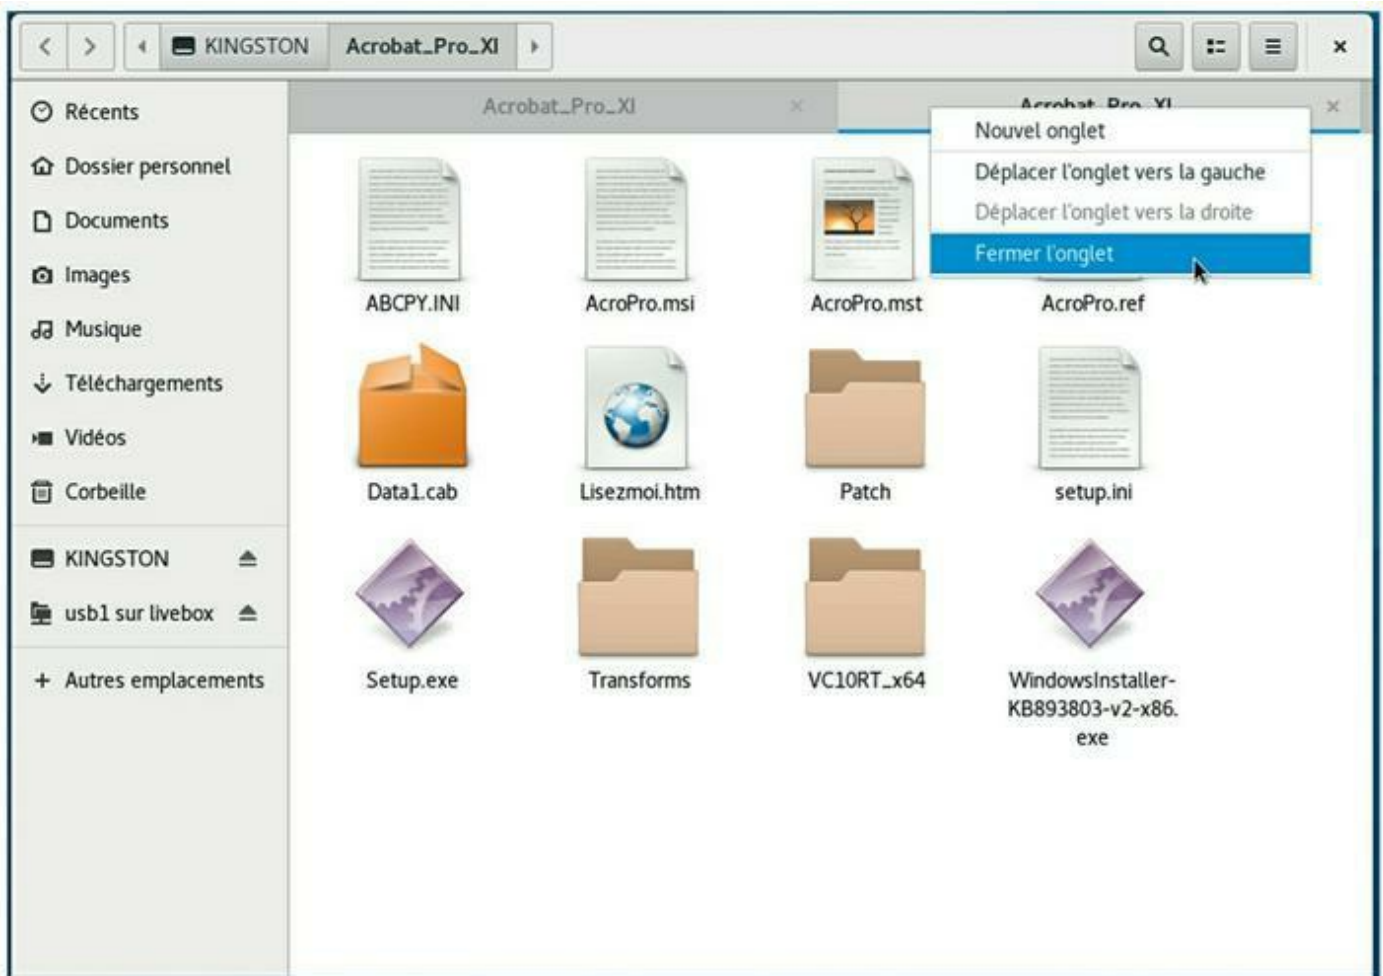 KINGSTON Acrobat_Pro_XI
Récents
Dossier personnel
Documents
Images
Musique
Téléchargements
Vidéos
Corbeille
KINGSTON
usb1 sur livebox
Autres emplacements
Acrobat_Pro_XI Acrobat_Pro_XI
Nouvel onglet
Déplacer l'onglet vers la gauche
Déplacer l'onglet vers la droite
Fermer l'onglet
ABCPY.INI AcroPro.msi AcroPro.mst AcroPro.ref
Data1.cab Lisezmoi.htm Patch setup.ini
Setup.exe Transforms VC10RT_x64 WindowsInstaller-
KB893803-v2-x86.
exe